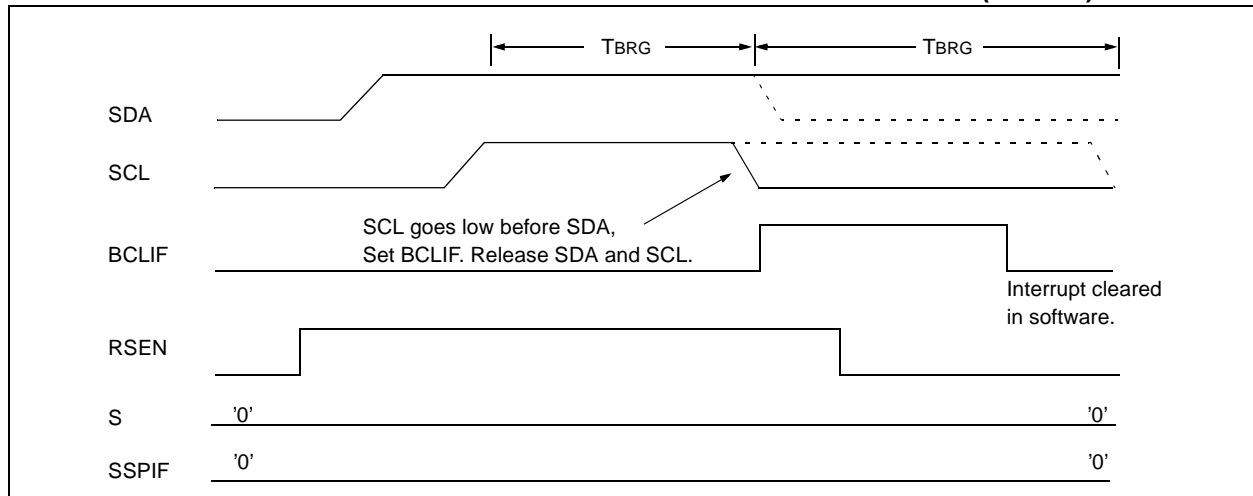 TBRG TBRG
SDA
SCL
SCL goes low before SDA,
Set BCLIF. Release SDA and SCL.
BCLIF
Interrupt cleared
in software.
RSEN
S '0' '0'
SSPIF '0' '0'